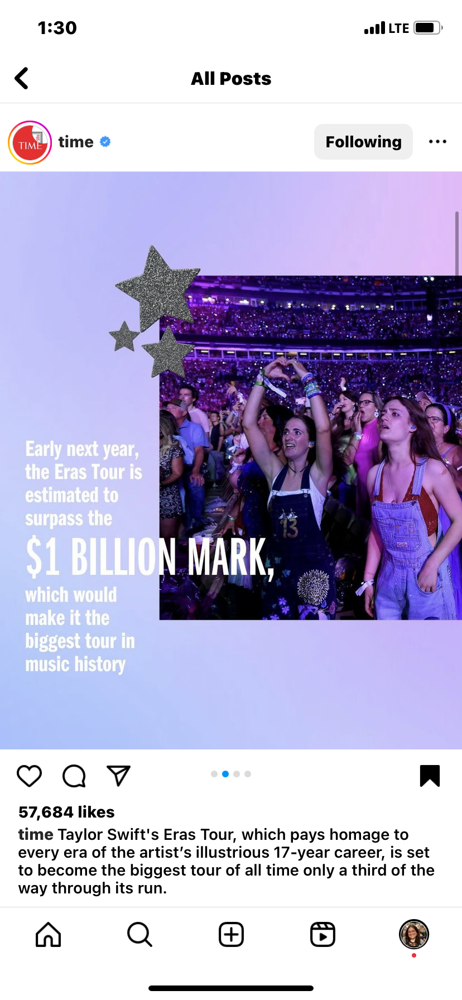 1:30
LTE
All Posts
TIME
time
Following
Early next year,
the Eras Tour is
estimated to
surpass the
$1 BILLION MARK,
which would
make it the
biggest tour in
music history
13
57,684 likes
time Taylor Swift's Eras Tour, which pays homage to
every era of the artist’s illustrious 17-year career, is set
to become the biggest tour of all time only a third of the
way through its run.